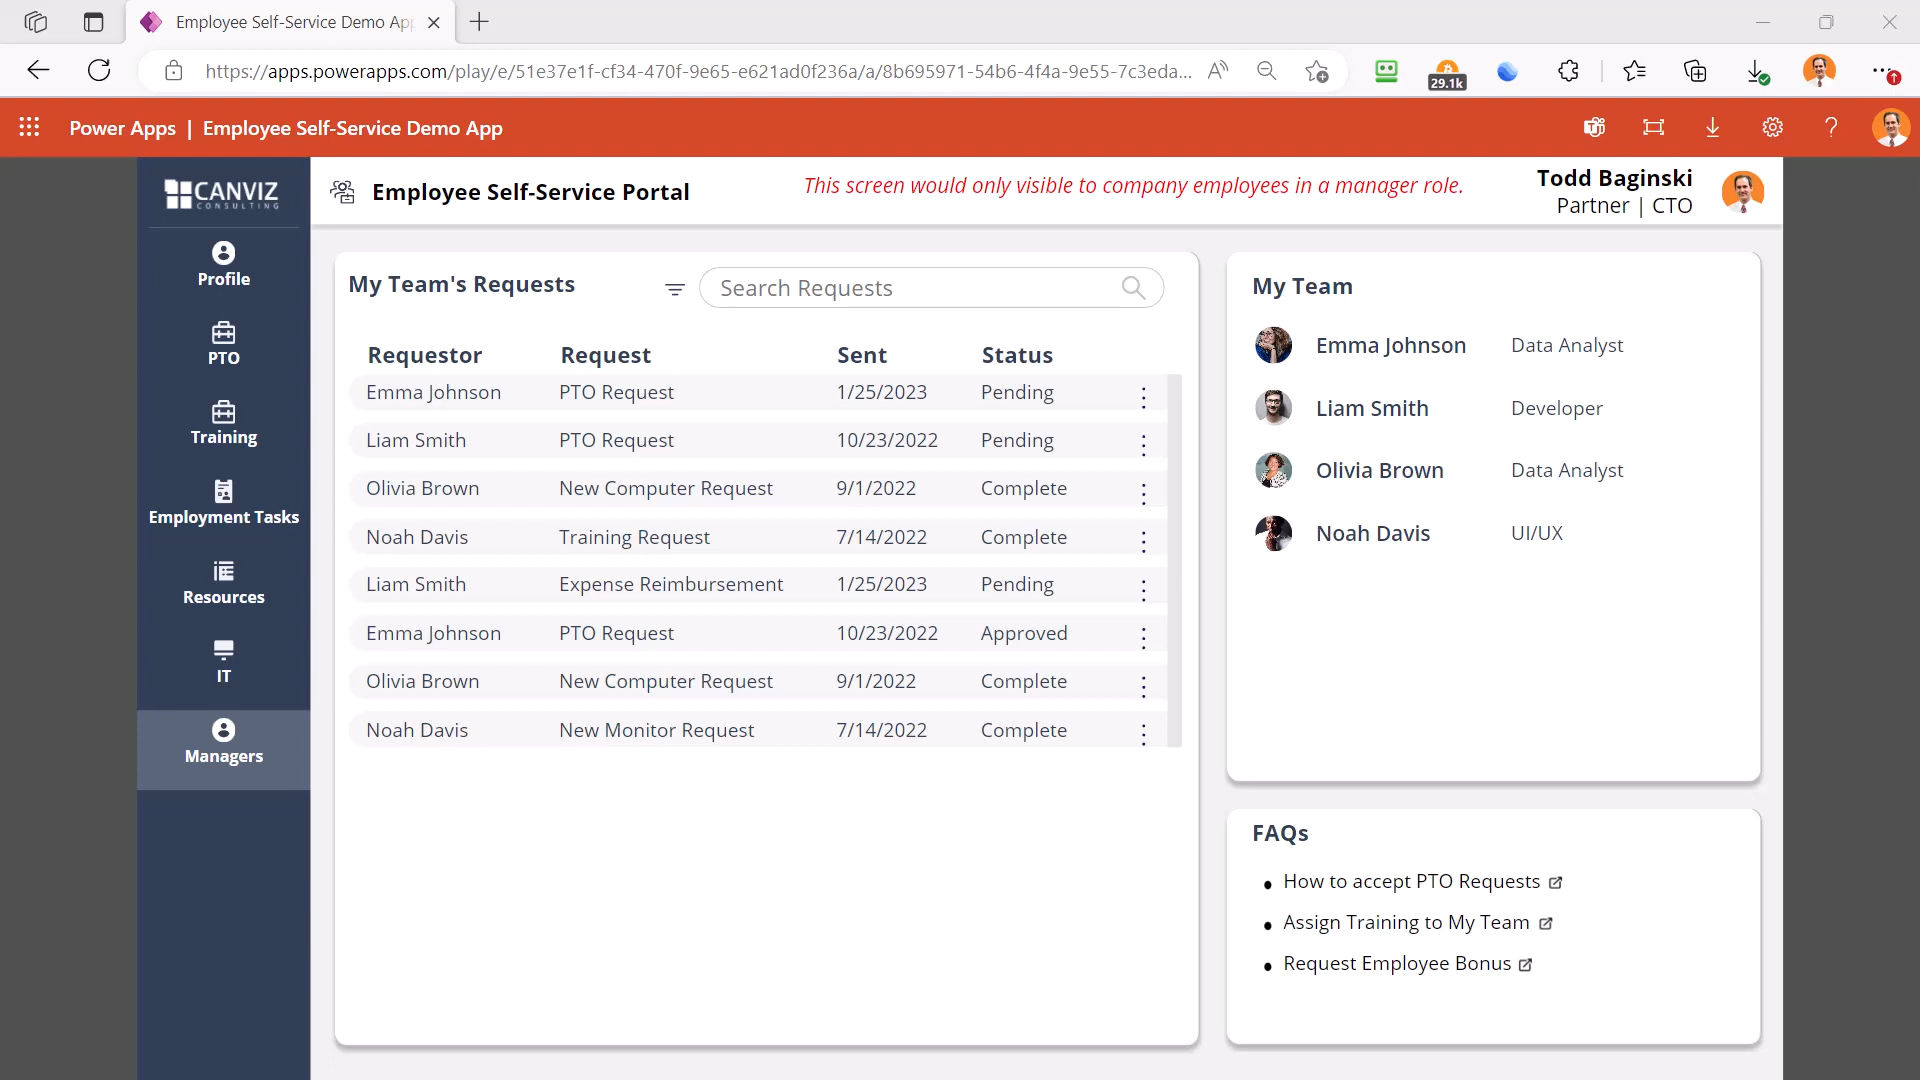 Employee Self-Service Demo App
https://apps.powerapps.com/play/e/51e37e1f-cf34-470f-9e65-e621ad0f236a/a/8b695971-54b6-4f4a-9e55-7c3eda...
29.1k
Power Apps | Employee Self-Service Demo App
CANVIZ
CONSULTING
Employee Self-Service Portal
This screen would only visible to company employees in a manager role.
Todd Baginski
Partner | CTO
Profile
PTO
Training
Employment Tasks
Resources
IT
Managers
My Team's Requests
Search Requests
Requestor Request Sent Status
Emma Johnson PTO Request 1/25/2023 Pending
Liam Smith PTO Request 10/23/2022 Pending
Olivia Brown New Computer Request 9/1/2022 Complete
Noah Davis Training Request 7/14/2022 Complete
Liam Smith Expense Reimbursement 1/25/2023 Pending
Emma Johnson PTO Request 10/23/2022 Approved
Olivia Brown New Computer Request 9/1/2022 Complete
Noah Davis New Monitor Request 7/14/2022 Complete
My Team
Emma Johnson Data Analyst
Liam Smith Developer
Olivia Brown Data Analyst
Noah Davis UI/UX
FAQs
• How to accept PTO Requests
• Assign Training to My Team
• Request Employee Bonus